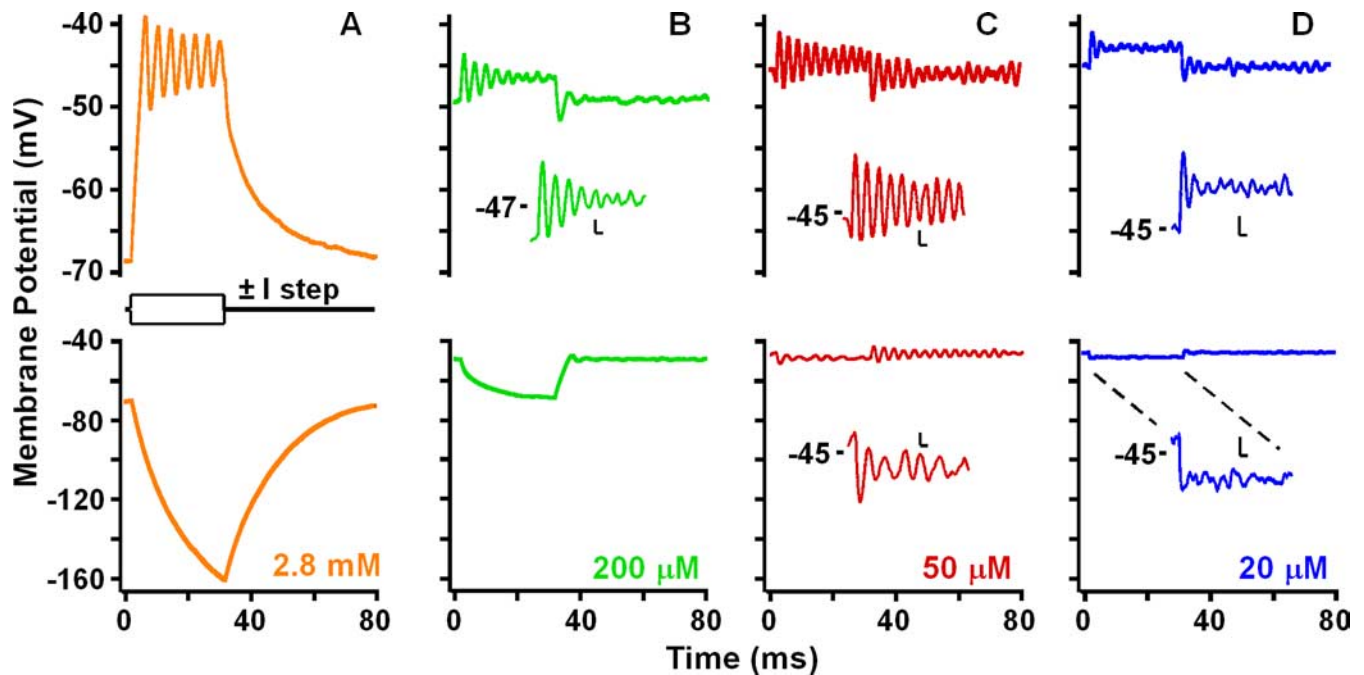 A B C D
Membrane Potential (mV)
-40
-50
-60
-70
-47 -
-45 -
-45 -
± I step
-40
-80
-120
-160
-45 -
-45 -
2.8 mM 200 μM 50 μM 20 μM
0 40 80 0 40 80 0 40 80 0 40 80
Time (ms)